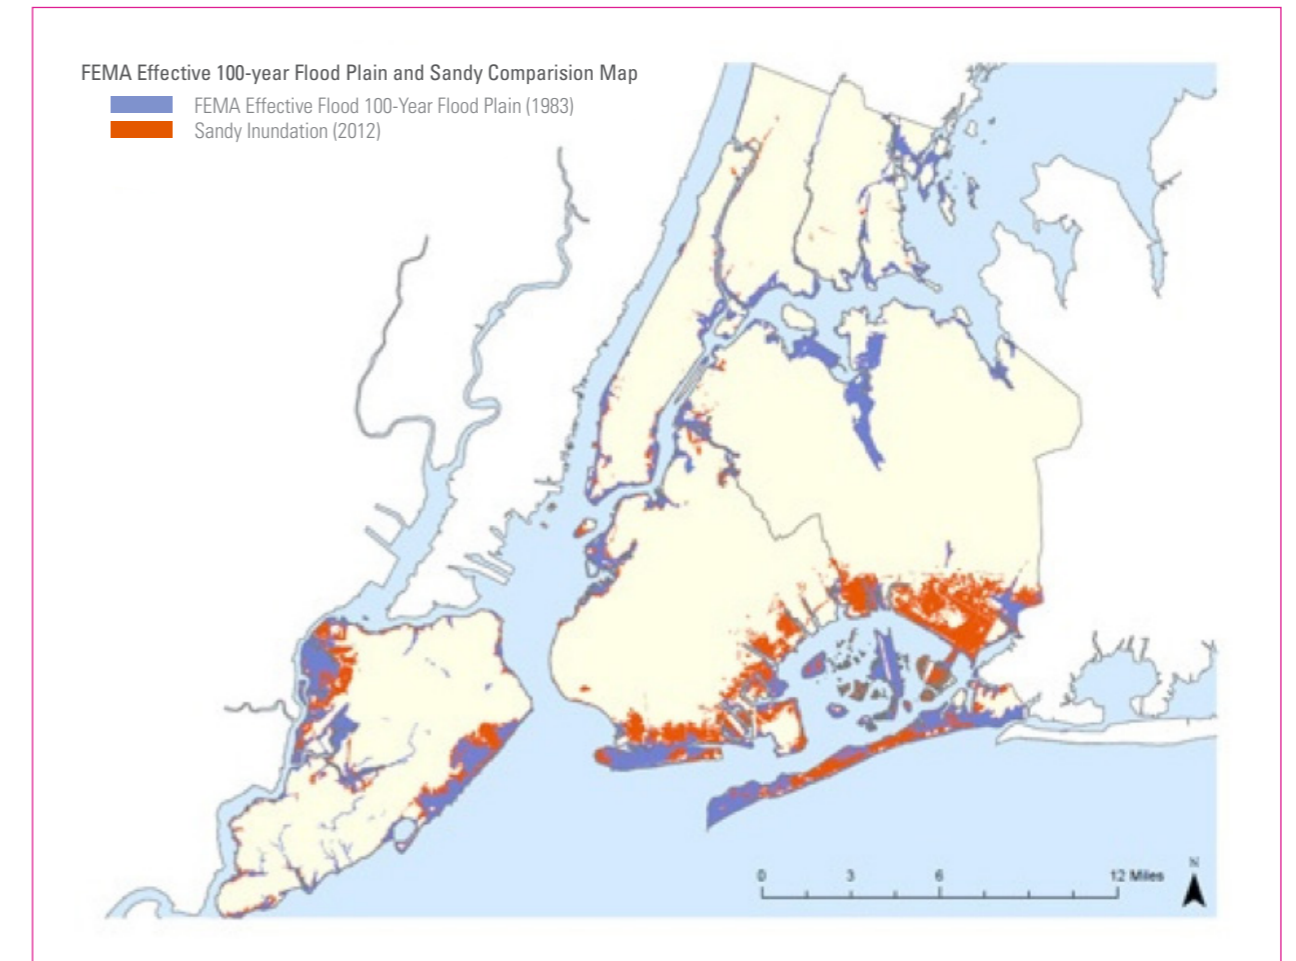 FEMA Effective 100-year Flood Plain and Sandy Comparision Map
FEMA Effective Flood 100-Year Flood Plain (1983)
Sandy Inundation (2012)
N
0 3 6 12 Miles